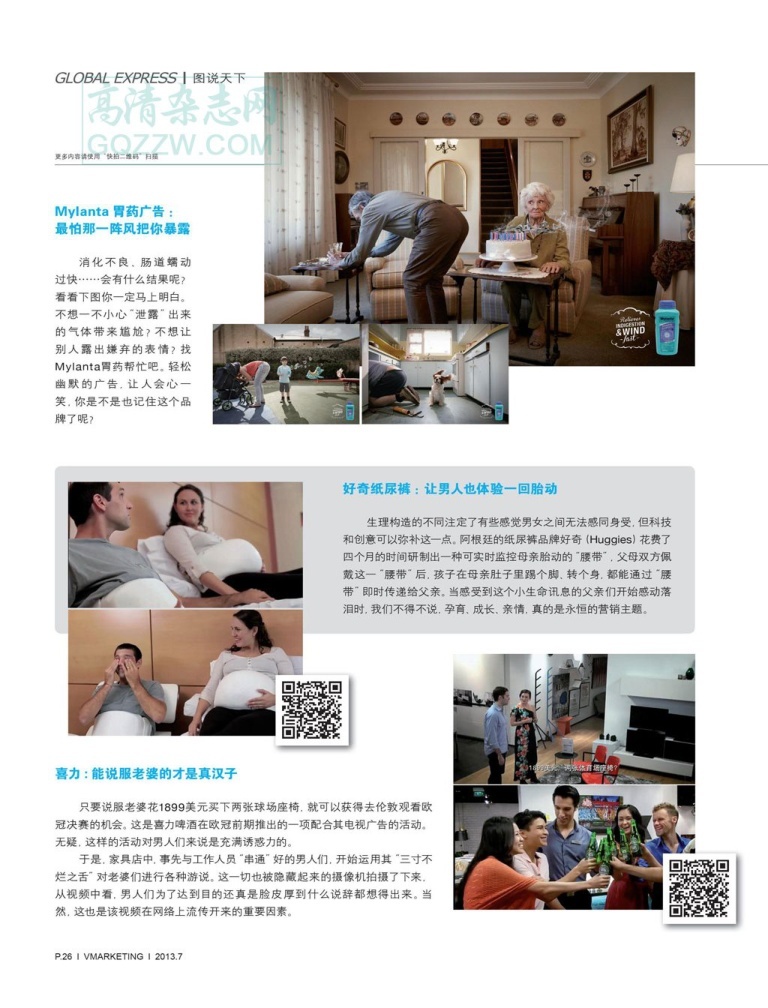 GLOBAL EXPRESS | 图说天下
高清杂志网
GQZZW.COM
更多内容请使用“快拍二维码”扫描
Mylanta 胃药广告：
最怕那一阵风把你暴露
消化不良、肠道蠕动
过快……会有什么结果呢？
看看下图你一定马上明白。
不想一不小心“泄露”出来
的气体带来尴尬？不想让
别人露出嫌弃的表情？找
Mylanta胃药帮忙吧。轻松
幽默的广告，让人会心一
笑，你是不是也记住这个品
牌了呢？
Relieves
INDIGESTION
& WIND
-fast-
好奇纸尿裤：让男人也体验一回胎动
生理构造的不同注定了有些感觉男女之间无法感同身受，但科技
和创意可以弥补这一点。阿根廷的纸尿裤品牌好奇（Huggies）花费了
四个月的时间研制出一种可实时监控母亲胎动的“腰带”，父母双方佩
戴这一“腰带”后，孩子在母亲肚子里踢个脚、转个身，都能通过“腰
带”即时传递给父亲。当感受到这个小生命讯息的父亲们开始感动落
泪时，我们不得不说，孕育、成长、亲情，真的是永恒的营销主题。
喜力：能说服老婆的才是真汉子
只要说服老婆花1899美元买下两张球场座椅，就可以获得去伦敦观看欧
冠决赛的机会。这是喜力啤酒在欧冠前期推出的一项配合其电视广告的活动。
无疑，这样的活动对男人们来说是充满诱惑力的。
于是，家具店中，事先与工作人员“串通”好的男人们，开始运用其“三寸不
烂之舌”对老婆们进行各种游说。这一切也被隐藏起来的摄像机拍摄了下来，
从视频中看，男人们为了达到目的还真是脸皮厚到什么说辞都想得出来。当
然，这也是该视频在网络上流传开来的重要因素。
P.26 | VMARKETING | 2013.7